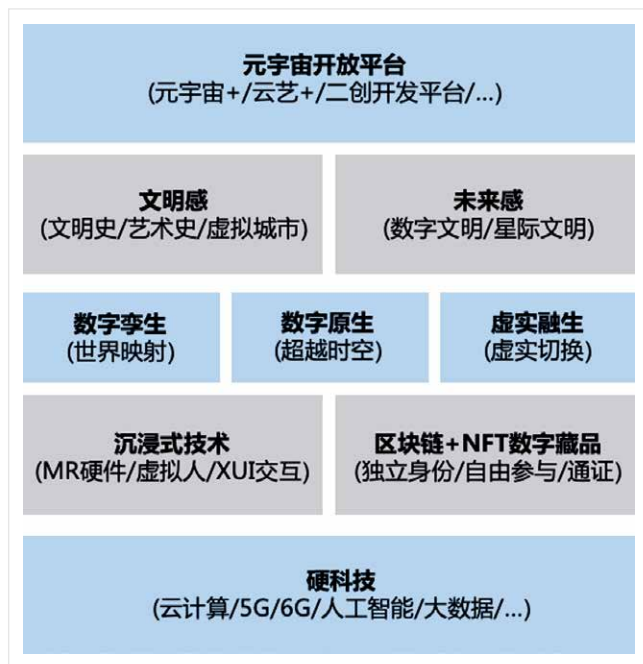 元宇宙开放平台
(元宇宙+/云艺+/二创开发平台/...)
文明感
(文明史/艺术史/虚拟城市)
未来感
(数字文明/星际文明)
数字孪生
(世界映射)
数字原生
(超越时空)
虚实融生
(虚实切换)
沉浸式技术
(MR硬件/虚拟人/XUI交互)
区块链+NFT数字藏品
(独立身份/自由参与/通证)
硬科技
(云计算/5G/6G/人工智能/大数据/...)